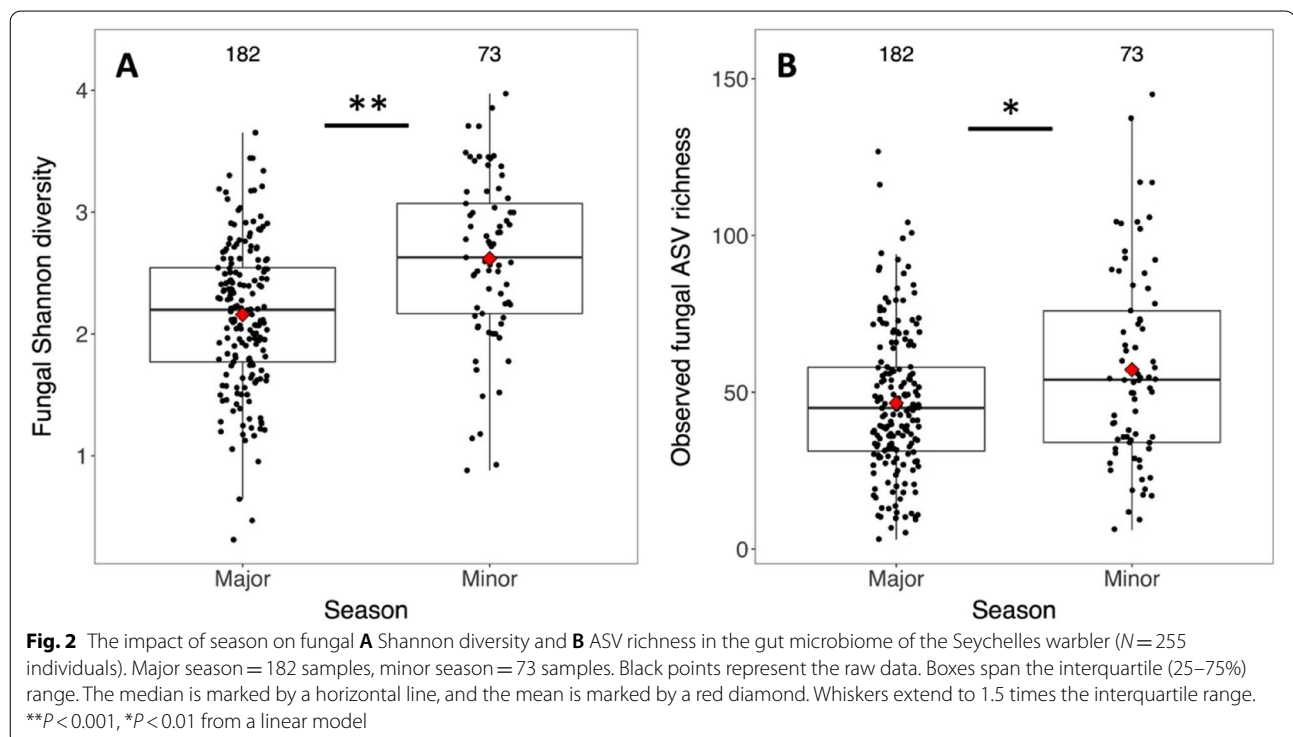 A
182
73
**
4
3
2
1
Fungal Shannon diversity
Major
Minor
Season
B
182
73
*
150
100
50
0
Observed fungal ASV richness
Major
Minor
Season
Fig. 2 The impact of season on fungal A Shannon diversity and B ASV richness in the gut microbiome of the Seychelles warbler (N = 255
individuals). Major season = 182 samples, minor season = 73 samples. Black points represent the raw data. Boxes span the interquartile (25–75%)
range. The median is marked by a horizontal line, and the mean is marked by a red diamond. Whiskers extend to 1.5 times the interquartile range.
**P < 0.001, *P < 0.01 from a linear model